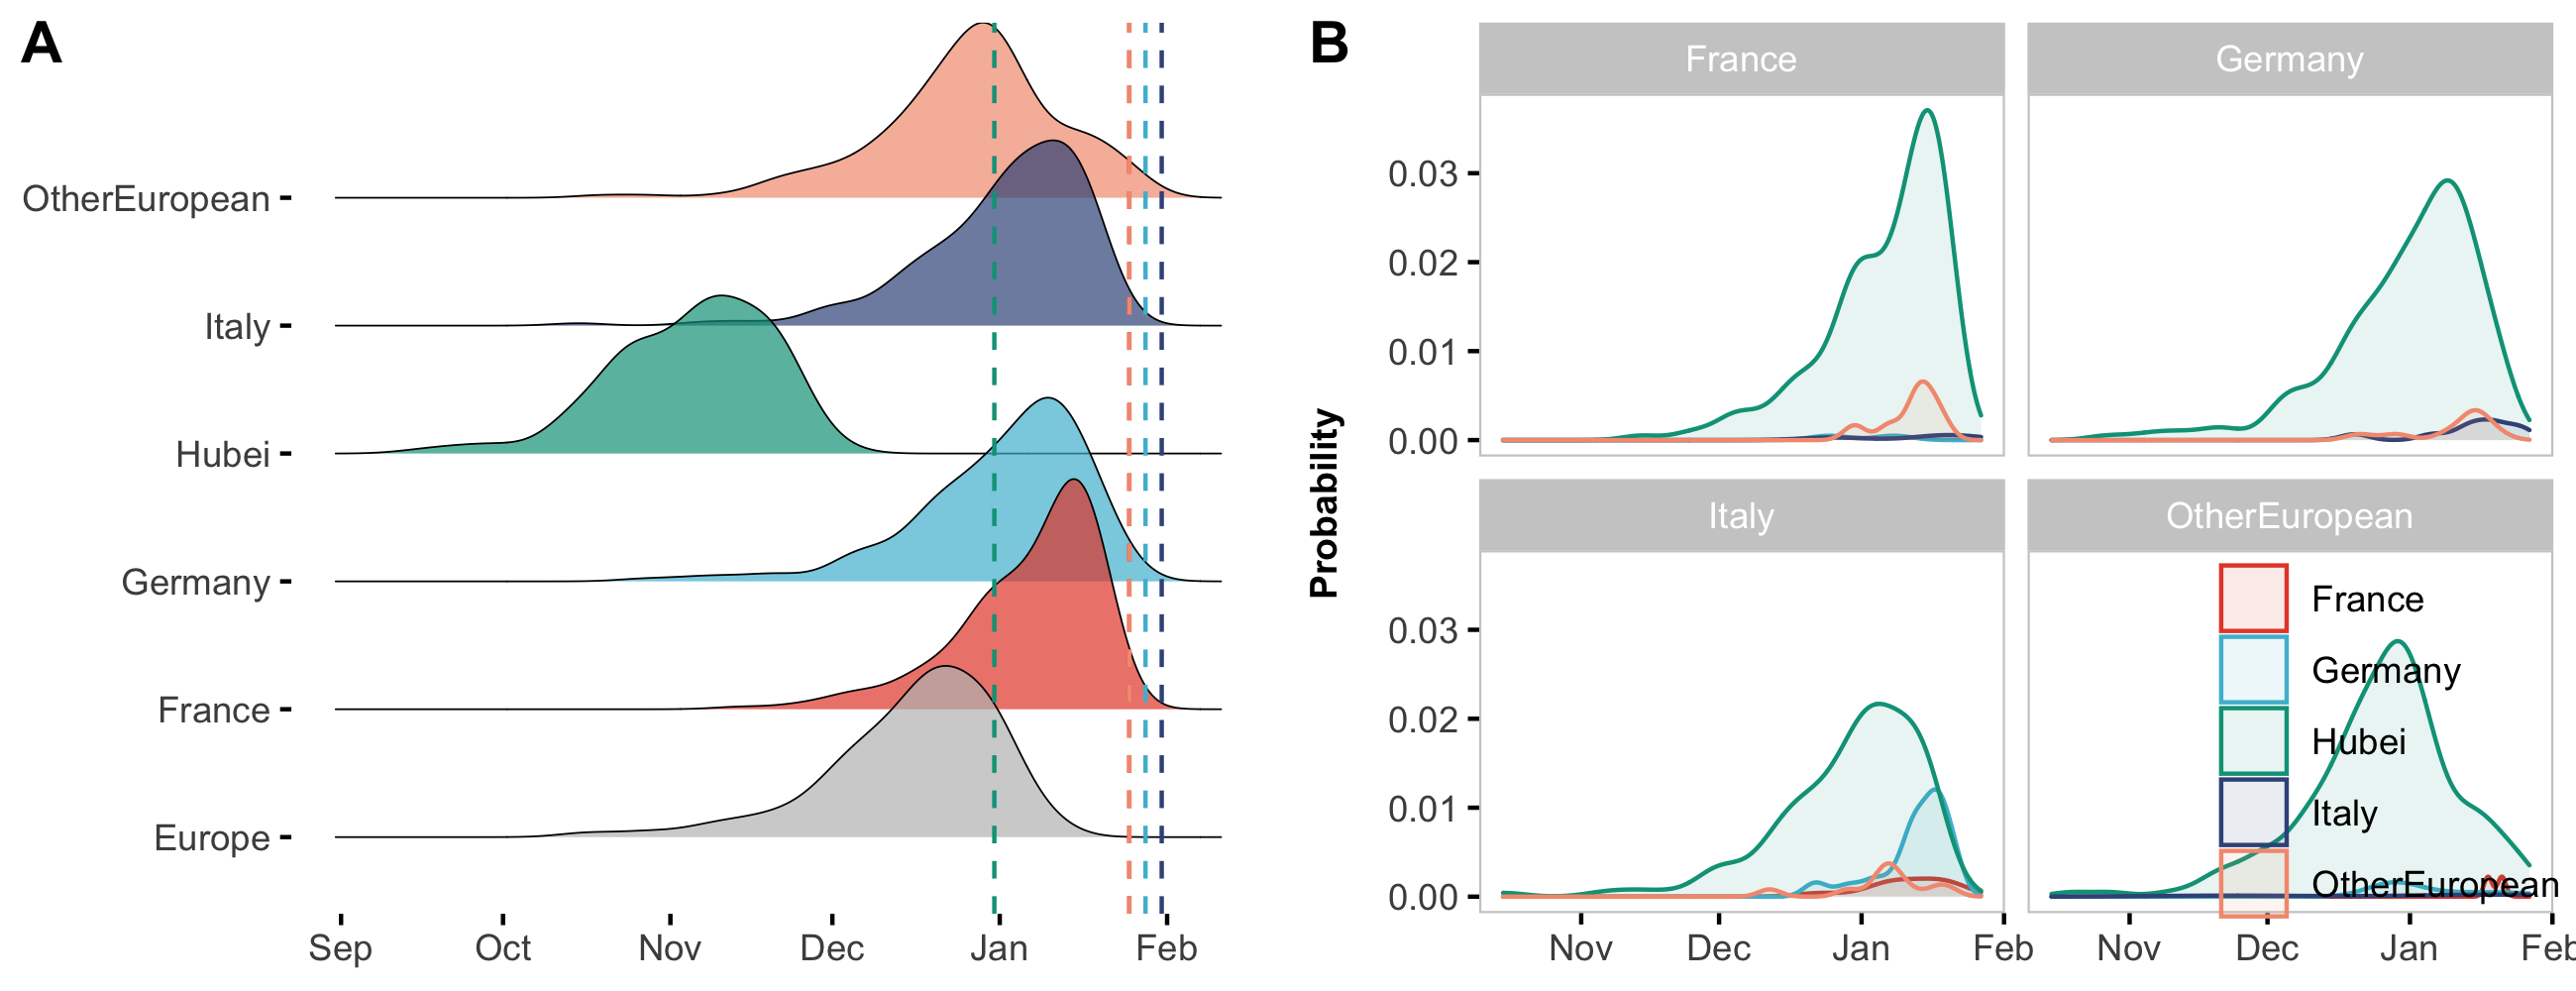 A
OtherEuropean
Italy
Hubei
Germany
France
Europe
Sep Oct Nov Dec Jan Feb
B
France Germany
Probability
0.03
0.02
0.01
0.00
Italy OtherEuropean
0.03
0.02
0.01
0.00
France
Germany
Hubei
Italy
OtherEuropean
Nov Dec Jan Feb Nov Dec Jan Feb